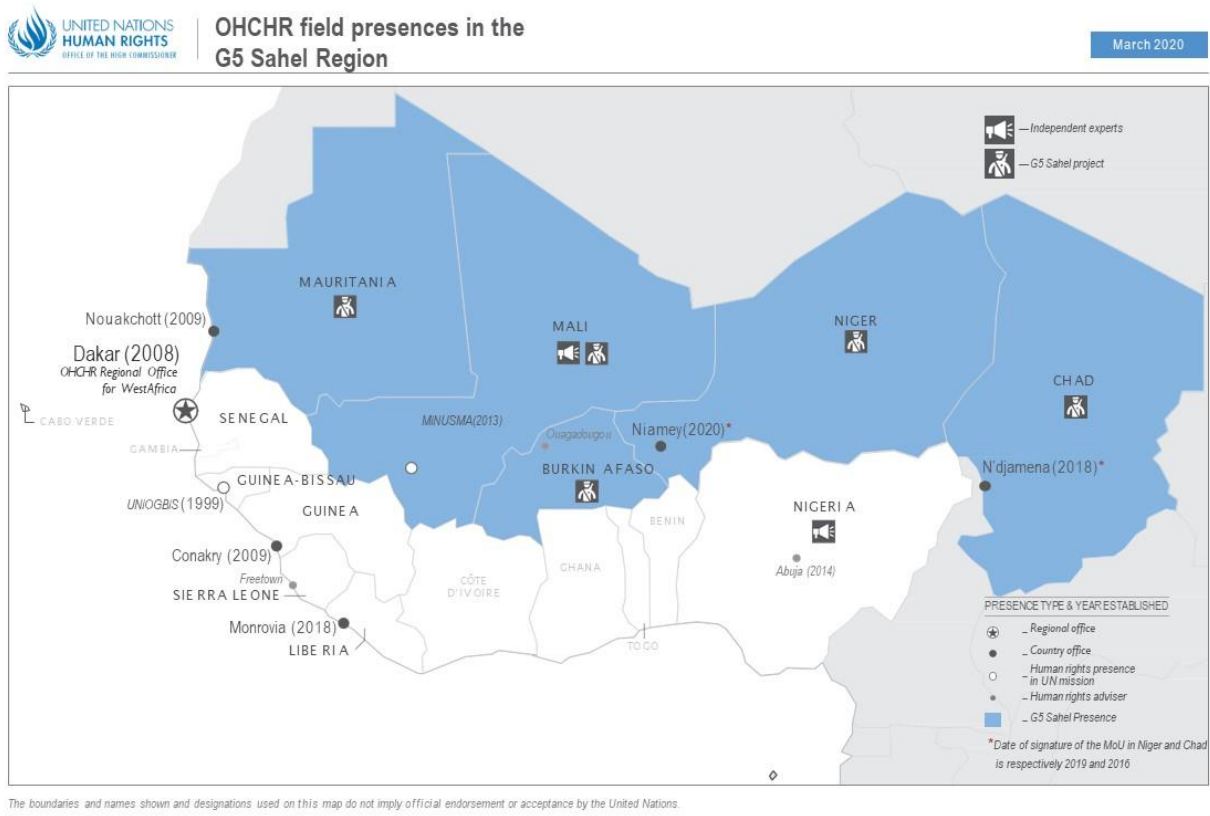 UNITED NATIONS
HUMAN RIGHTS
OFFICE OF THE HIGH COMMISSIONER
OHCHR field presences in the
G5 Sahel Region
March 2020
Independent experts
G5 Sahel project
MAURITANIA
Nouakchott (2009)
MALI
NIGER
Dakar (2008)
OHCHR Regional Office
for WestAfrica
CHAD
CABO VERDE
SENEGAL
MINUSMA(2013)
Ouagadougou
Niamey(2020)*
GAMBIA
BURKIN AFASO
N'djamena (2018)*
GUINEA-BISSAU
UNIOGBIS (1999)
GUINEA
NIGERIA
BENIN
Conakry (2009)
Abuja (2014)
GHANA
Freetown
CÔTE
D'IVOIRE
SIERRA LEONE
Monrovia (2018)
TOGO
LIBERIA
PRESENCE TYPE & YEAR ESTABLISHED
Regional office
Country office
Human rights presence
in UN mission
Human rights adviser
G5 Sahel Presence
*Date of signature of the MoU in Niger and Chad
is respectively 2019 and 2016
The boundaries and names shown and designations used on this map do not imply official endorsement or acceptance by the United Nations.